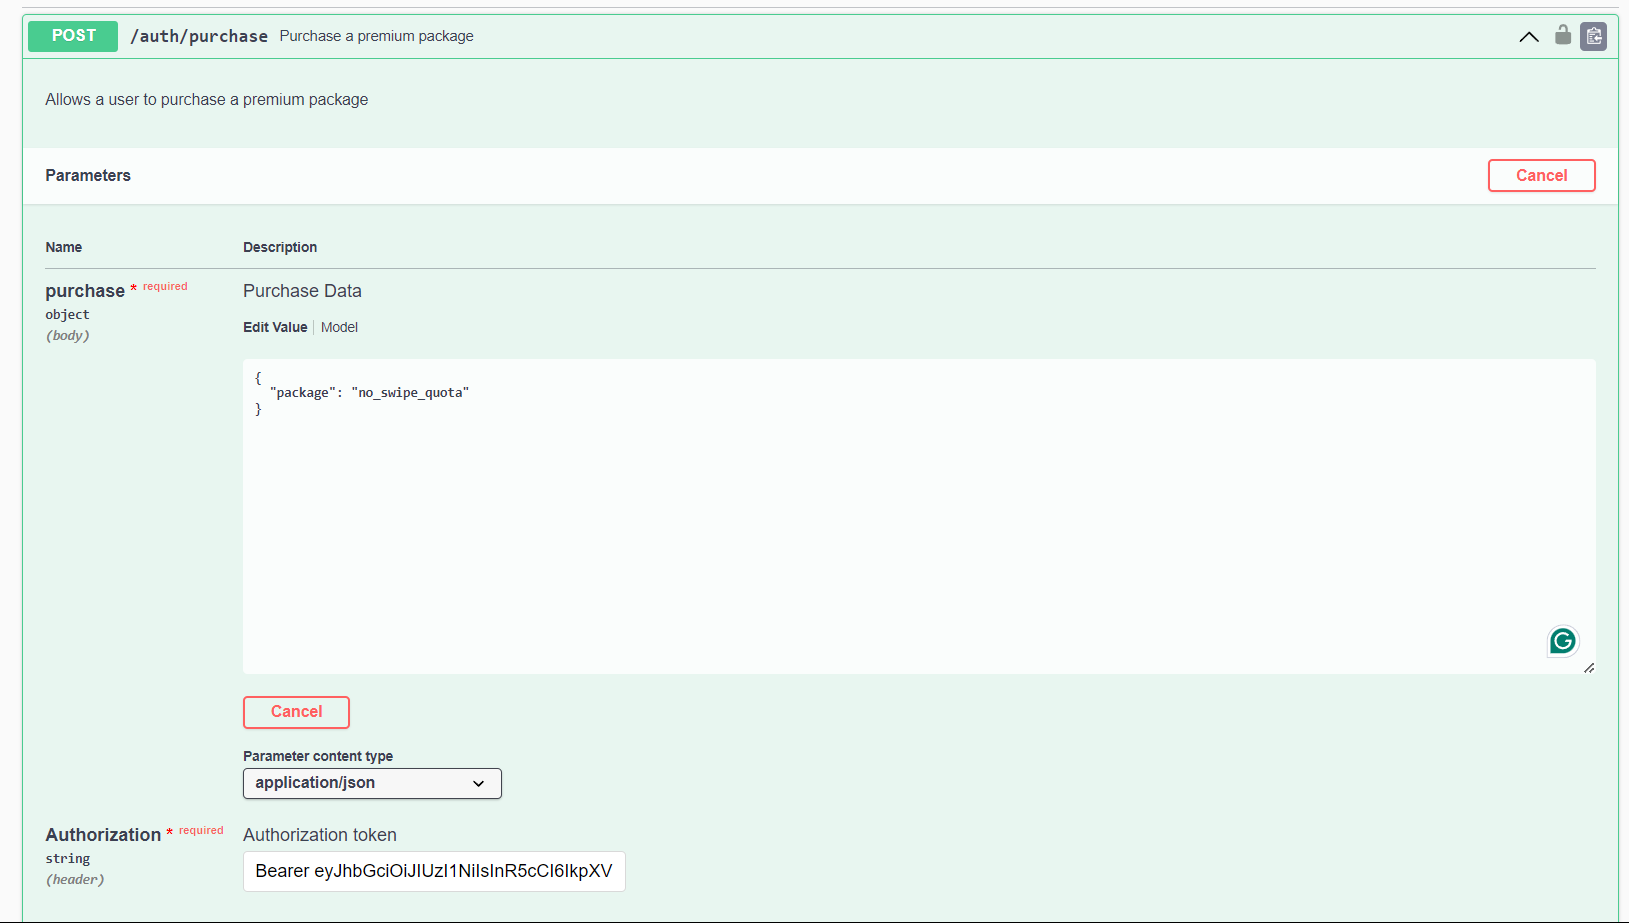 POST /auth/purchase Purchase a premium package
Allows a user to purchase a premium package
Parameters Cancel
Name Description
purchase * required Purchase Data
object
(body)
Edit Value | Model
{
"package": "no_swipe_quota"
}
Cancel
Parameter content type
application/json
Authorization * required Authorization token
string
(header)
Bearer eyJhbGciOiJIUzI1NiIsInR5cCI6IkpXV